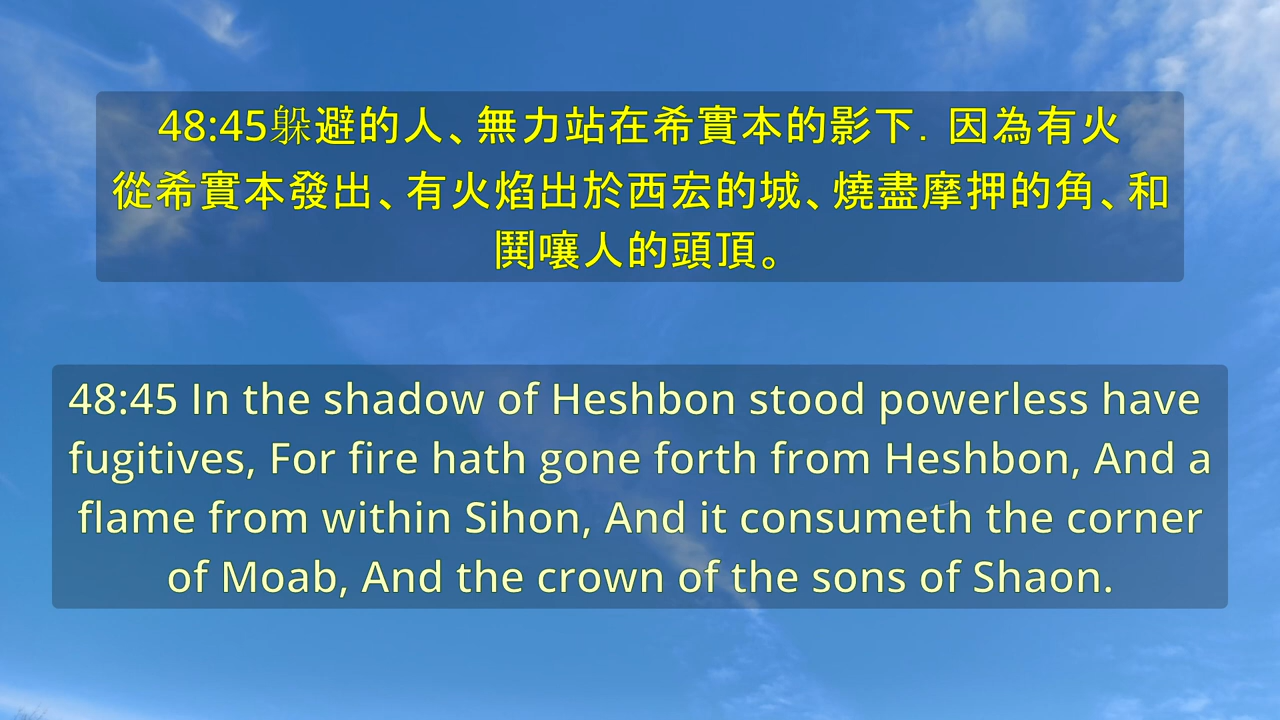 48:45躲避的人、無力站在希實本的影下．因為有火
從希實本發出、有火焰出於西宏的城、燒盡摩押的角、和
鬨嚷人的頭頂。
48:45 In the shadow of Heshbon stood powerless have
fugitives, For fire hath gone forth from Heshbon, And a
flame from within Sihon, And it consumeth the corner
of Moab, And the crown of the sons of Shaon.